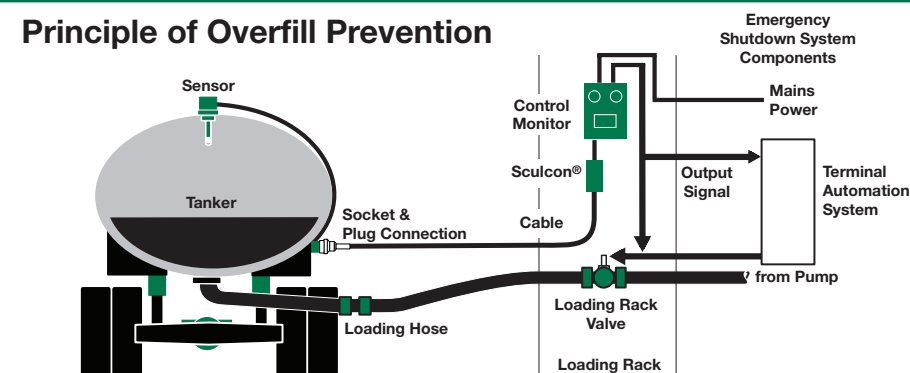 Principle of Overfill Prevention
Emergency
Shutdown System
Components
Sensor
Mains
Power
Control
Monitor
Sculcon®
Output
Signal
Terminal
Automation
System
Tanker
Socket &
Plug Connection
Cable
from Pump
Loading Hose
Loading Rack
Valve
Loading Rack